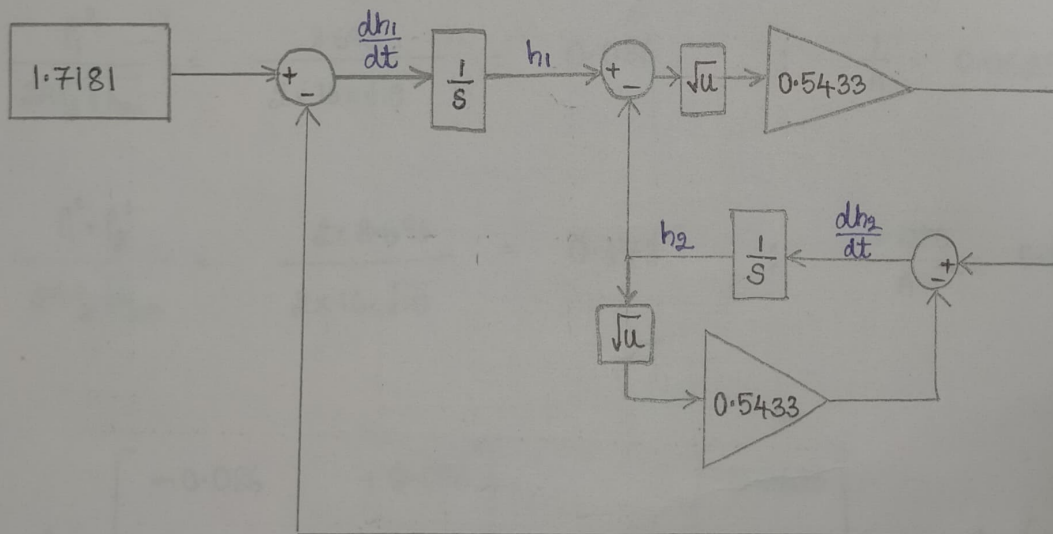 1.7181
+
-
dh1/dt
1/S
h1
+
-
√u
0.5433
h2
1/S
dh2/dt
+
-
√u
0.5433